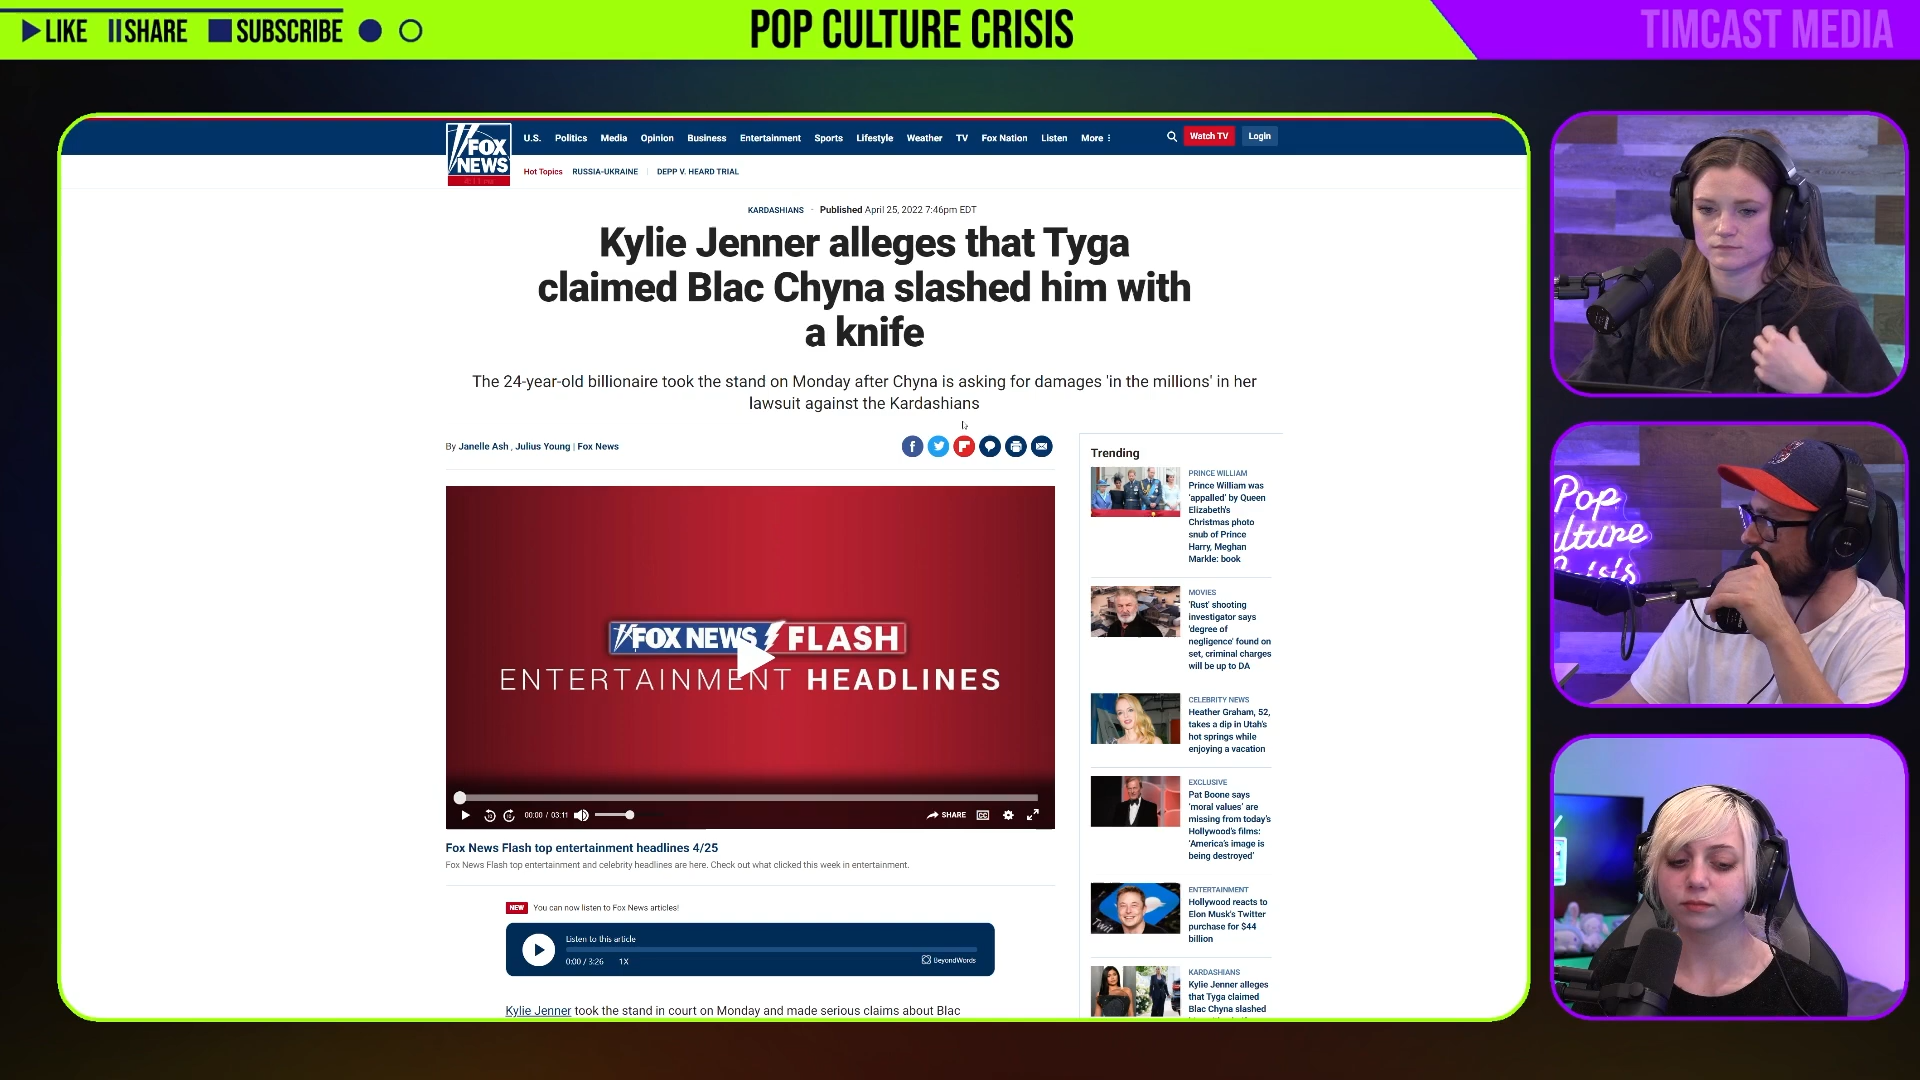 LIKE SHARE SUBSCRIBE
POP CULTURE CRISIS
TIMCAST MEDIA
FOX NEWS
U.S. Politics Media Opinion Business Entertainment Sports Lifestyle Weather TV Fox Nation Listen More
Watch TV Login
Hot Topics RUSSIA-UKRAINE DEPP V. HEARD TRIAL
KARDASHIANS - Published April 25, 2022 7:46pm EDT
Kylie Jenner alleges that Tyga
claimed Blac Chyna slashed him with
a knife
The 24-year-old billionaire took the stand on Monday after Chyna is asking for damages 'in the millions' in her
lawsuit against the Kardashians
By Janelle Ash , Julius Young | Fox News
FOX NEWS FLASH
ENTERTAINMENT HEADLINES
00:00 / 03:11
SHARE
CC
Fox News Flash top entertainment headlines 4/25
Fox News Flash top entertainment and celebrity headlines are here. Check out what clicked this week in entertainment.
NEW You can now listen to Fox News articles!
Listen to this article
0:00 / 3:26 1X
BeyondWords
Kylie Jenner took the stand in court on Monday and made serious claims about Blac
Trending
PRINCE WILLIAM
Prince William was
'appalled' by Queen
Elizabeth's
Christmas photo
snub of Prince
Harry, Meghan
Markle: book
MOVIES
'Rust' shooting
investigator says
'degree of
negligence' found on
set, criminal charges
will be up to DA
CELEBRITY NEWS
Heather Graham, 52,
takes a dip in Utah's
hot springs while
enjoying a vacation
EXCLUSIVE
Pat Boone says
'moral values' are
missing from today's
Hollywood's films:
'America's image is
being destroyed'
ENTERTAINMENT
Hollywood reacts to
Elon Musk's Twitter
purchase for $44
billion
KARDASHIANS
Kylie Jenner alleges
that Tyga claimed
Blac Chyna slashed
Pop
ulture